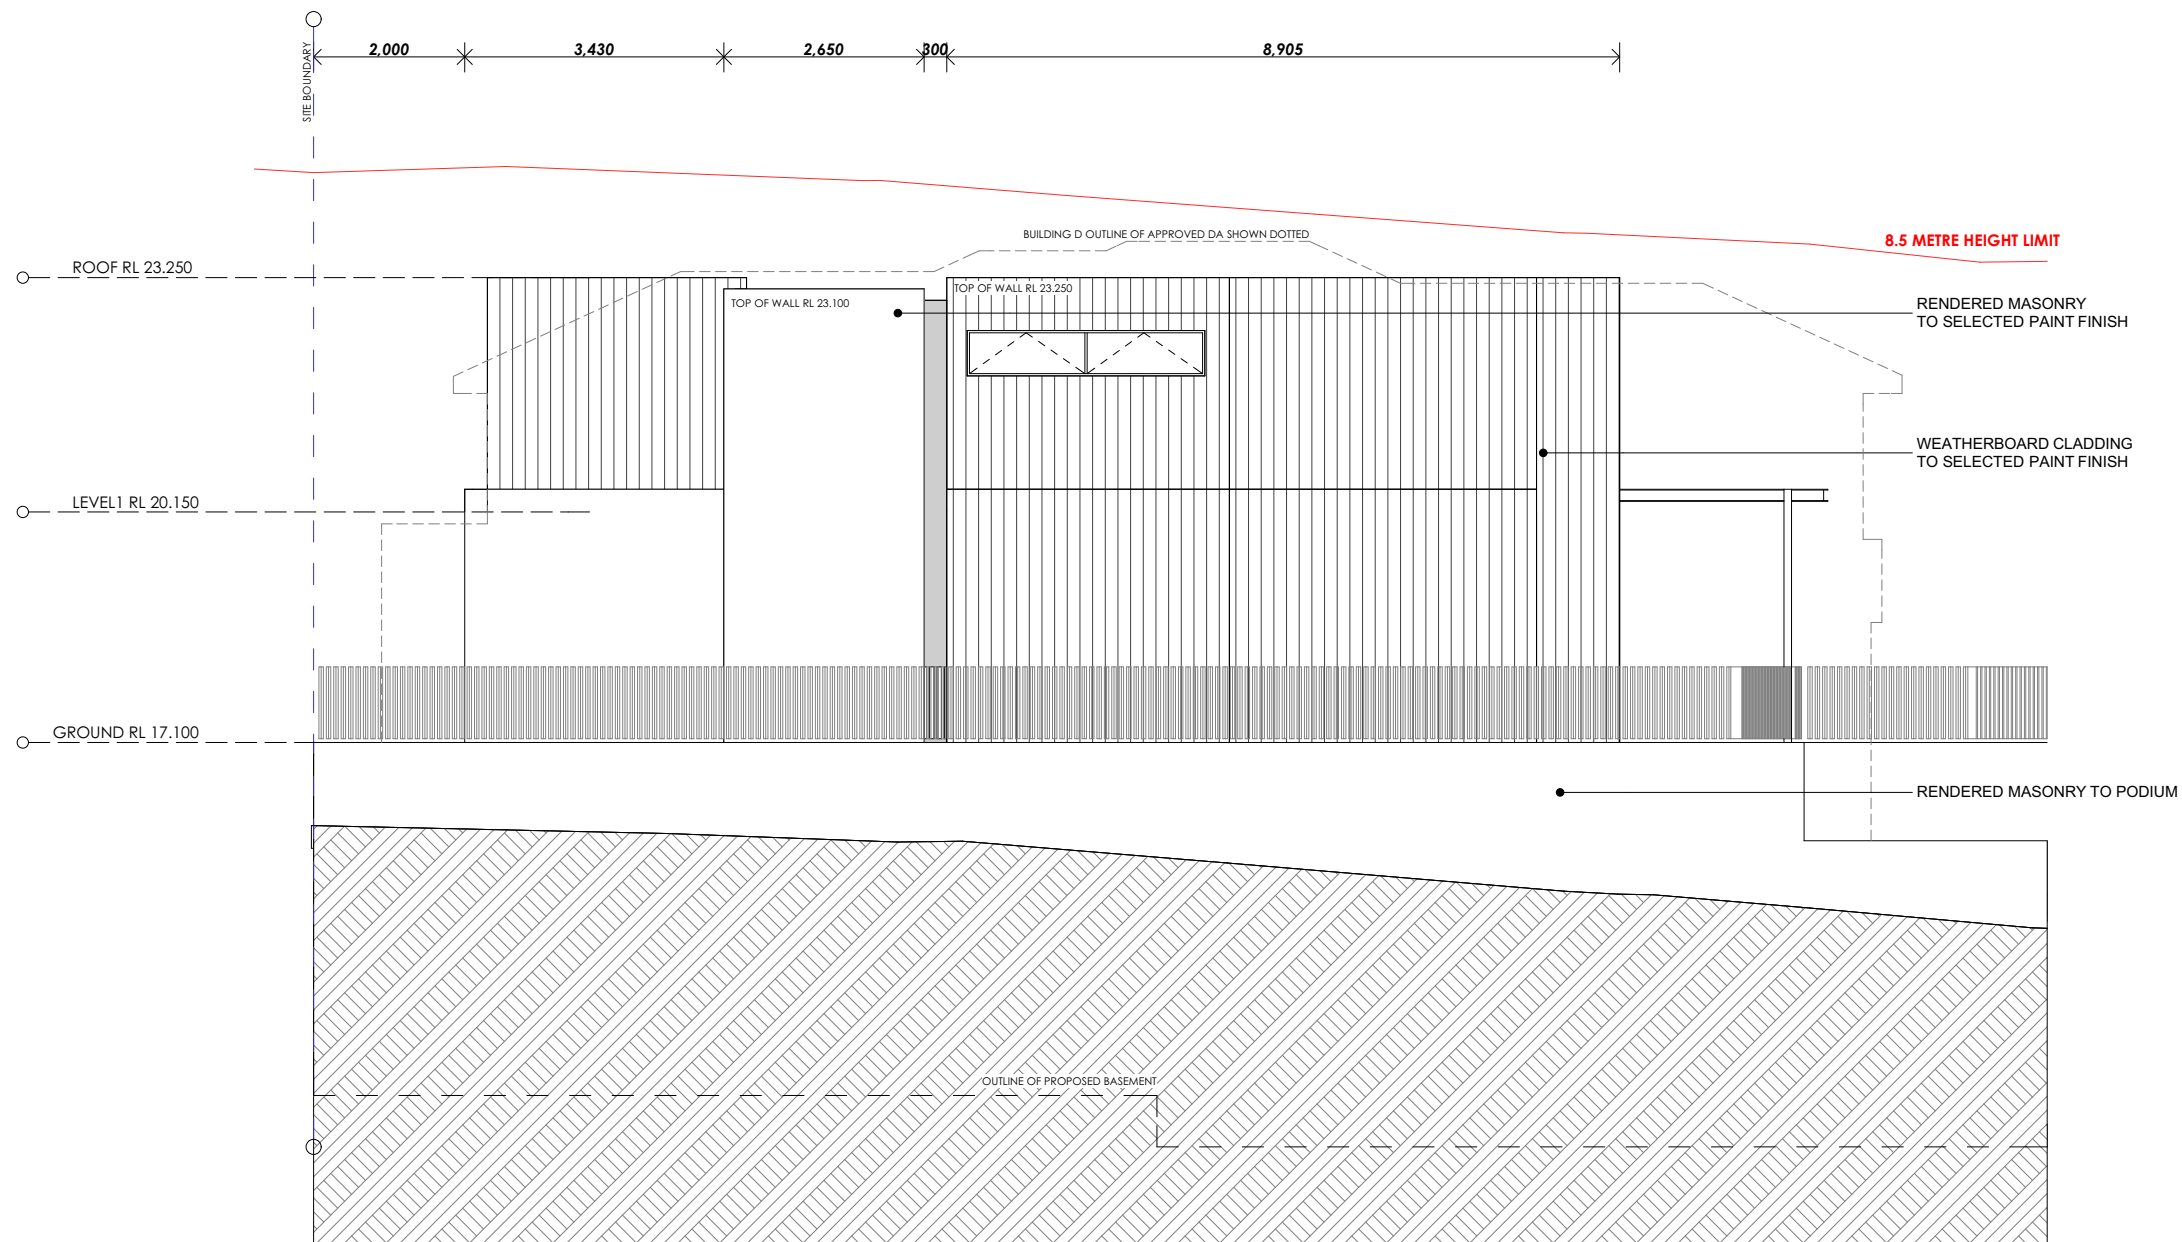 SITE BOUNDARY
2,000
3,430
2,650
300
8,905
BUILDING D OUTLINE OF APPROVED DA SHOWN DOTTED
8.5 METRE HEIGHT LIMIT
ROOF RL 23.250
TOP OF WALL RL 23.100
TOP OF WALL RL 23.250
RENDERED MASONRY
TO SELECTED PAINT FINISH
WEATHERBOARD CLADDING
TO SELECTED PAINT FINISH
LEVEL1 RL 20.150
GROUND RL 17.100
RENDERED MASONRY TO PODIUM
OUTLINE OF PROPOSED BASEMENT